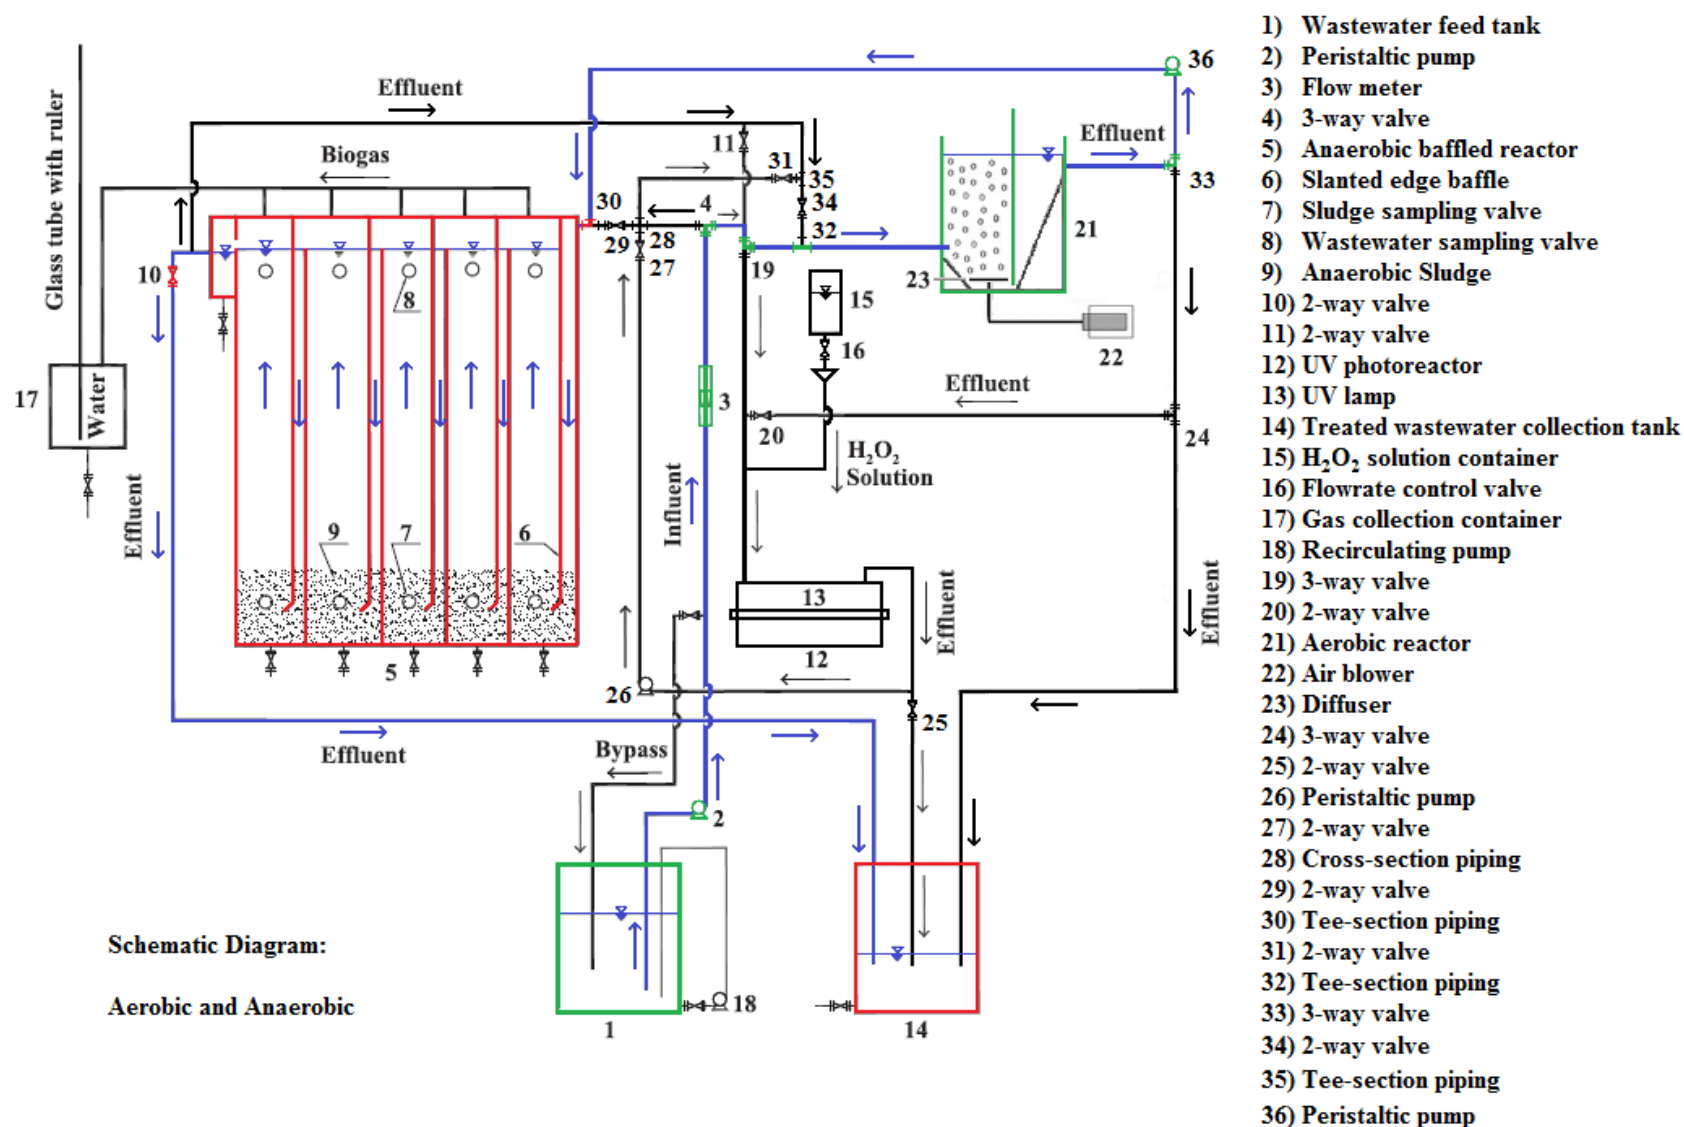 Glass tube with ruler
Effluent
Biogas
Effluent
36
11
31
35
34
32
30
4
29
28
27
19
33
21
23
22
10
8
15
16
17
Water
3
Effluent
20
24
H₂O₂
Solution
Effluent
9
7
6
Influent
13
12
Effluent
Effluent
5
26
25
Effluent
Bypass
2
18
1
14
Schematic Diagram:
Aerobic and Anaerobic
1) Wastewater feed tank
2) Peristaltic pump
3) Flow meter
4) 3-way valve
5) Anaerobic baffled reactor
6) Slanted edge baffle
7) Sludge sampling valve
8) Wastewater sampling valve
9) Anaerobic Sludge
10) 2-way valve
11) 2-way valve
12) UV photoreactor
13) UV lamp
14) Treated wastewater collection tank
15) H₂O₂ solution container
16) Flowrate control valve
17) Gas collection container
18) Recirculating pump
19) 3-way valve
20) 2-way valve
21) Aerobic reactor
22) Air blower
23) Diffuser
24) 3-way valve
25) 2-way valve
26) Peristaltic pump
27) 2-way valve
28) Cross-section piping
29) 2-way valve
30) Tee-section piping
31) 2-way valve
32) Tee-section piping
33) 3-way valve
34) 2-way valve
35) Tee-section piping
36) Peristaltic pump